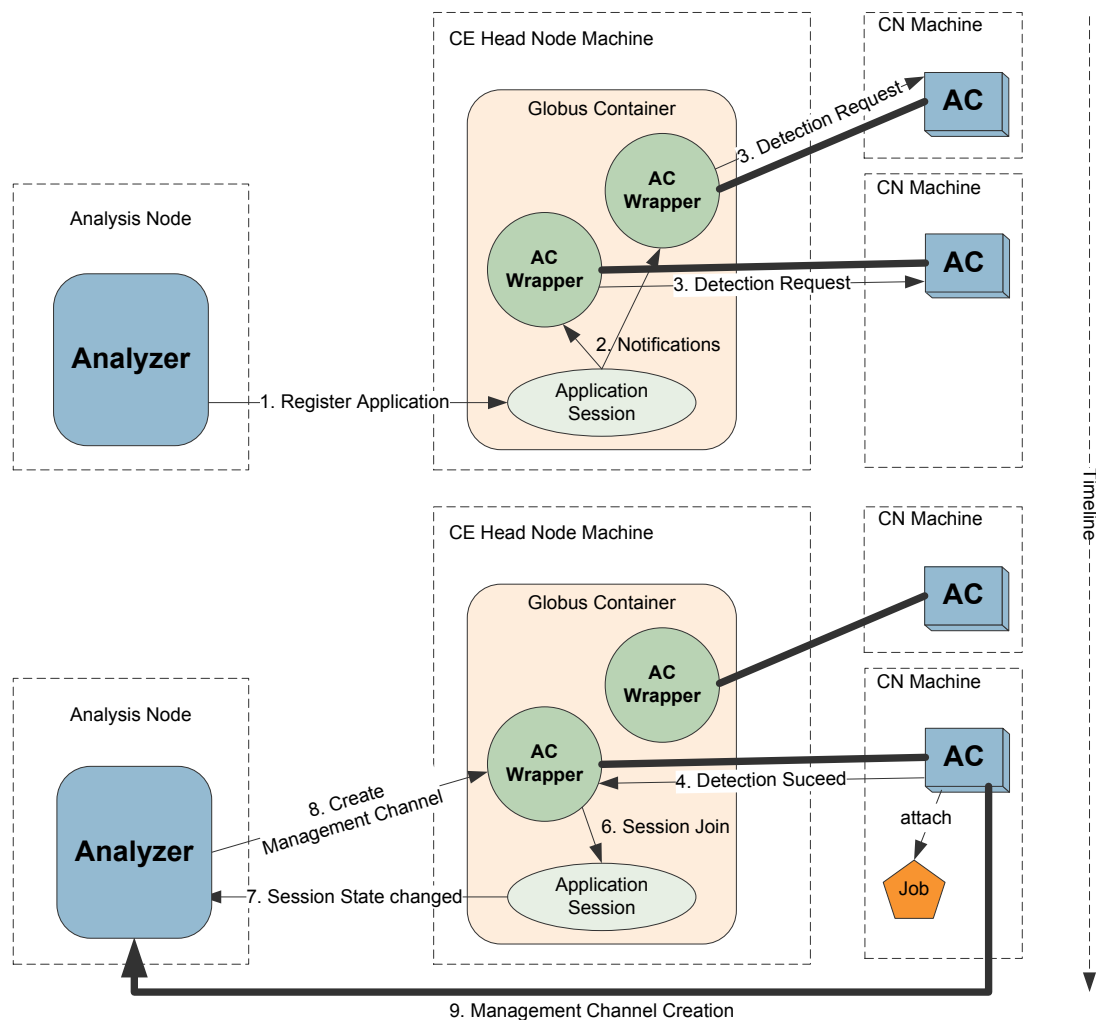 CE Head Node Machine
CN Machine
AC
Globus Container
3. Detection Request
AC
Wrapper
CN Machine
Analysis Node
AC
Wrapper
AC
3. Detection Request
Analyzer
2. Notifications
1. Register Application
Application
Session
Timeline
CE Head Node Machine
CN Machine
AC
Globus Container
AC
Wrapper
CN Machine
Analysis Node
AC
Wrapper
AC
4. Detection Suceed
8. Create
Management Channel
attach
6. Session Join
Analyzer
7. Session State changed
Application
Session
Job
9. Management Channel Creation